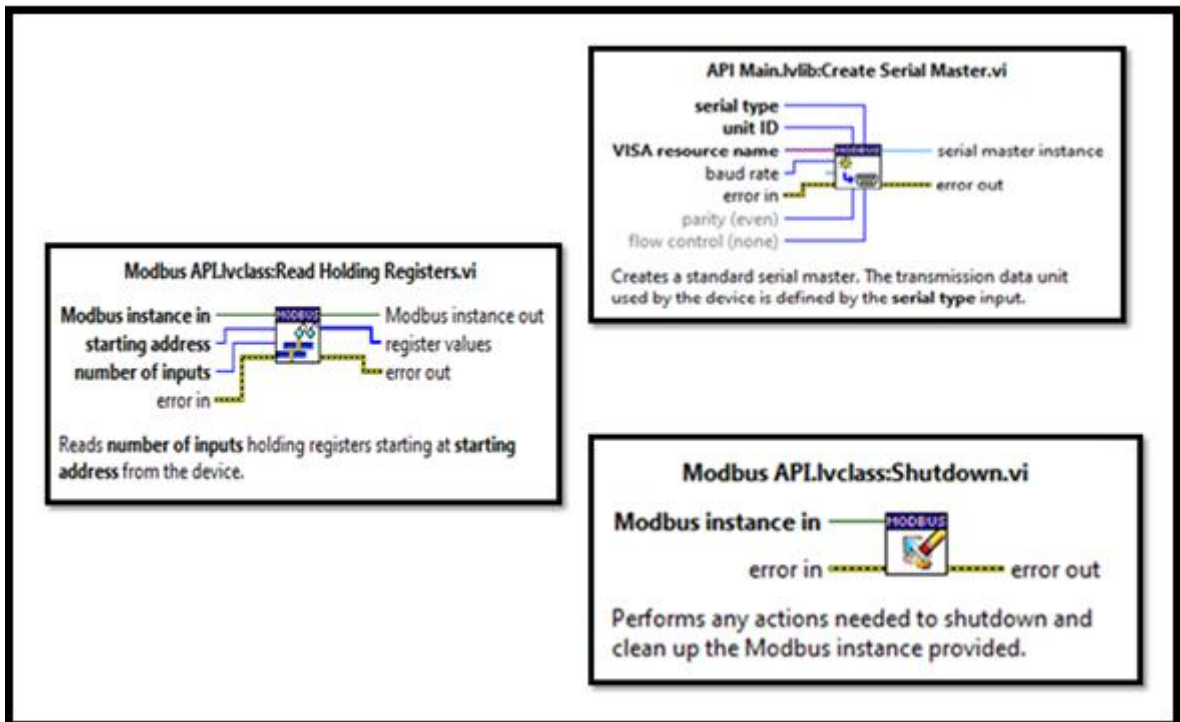 API Main.lvlib:Create Serial Master.vi
serial type
unit ID
VISA resource name
baud rate
error in
parity (even)
flow control (none)
MODBUS
serial master instance
error out
Creates a standard serial master. The transmission data unit
used by the device is defined by the serial type input.
Modbus API.lvclass:Read Holding Registers.vi
Modbus instance in
starting address
number of inputs
error in
MODBUS
Modbus instance out
register values
error out
Reads number of inputs holding registers starting at starting
address from the device.
Modbus API.lvclass:Shutdown.vi
Modbus instance in
error in
MODBUS
error out
Performs any actions needed to shutdown and
clean up the Modbus instance provided.